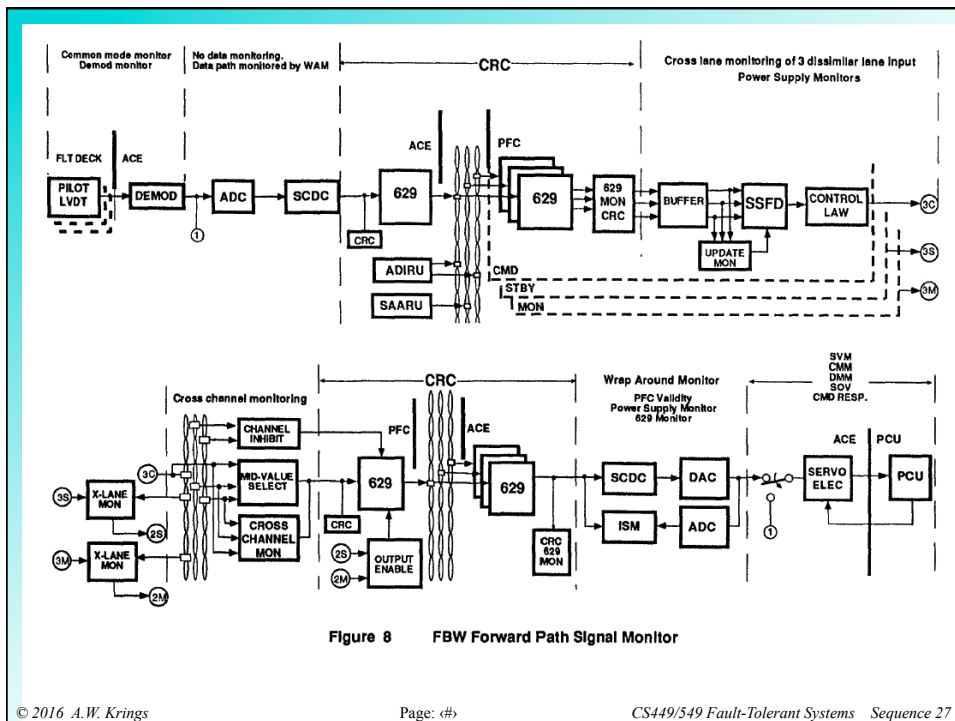 Common mode monitor
Demod monitor
No data monitoring.
Data path monitored by WAM
CRC
Cross lane monitoring of 3 dissimilar lane input
Power Supply Monitors
FLT DECK
ACE
PILOT
LVDT
DEMOD
1
ADC
SCDC
CRC
ACE
629
PFC
629
629
MON
CRC
BUFFER
SSFD
CONTROL
LAW
UPDATE
MON
3C
3S
3M
ADIRU
SAARU
CMD
STBY
MON
Cross channel monitoring
CRC
Wrap Around Monitor
PFC Validity
Power Supply Monitor
629 Monitor
SVM
CMM
DMM
SOV
CMD RESP.
CHANNEL
INHIBIT
PFC
ACE
ACE
PCU
3C
MID-VALUE
SELECT
629
629
SCDC
DAC
SERVO
ELEC
PCU
3S
X-LANE
MON
2S
CROSS
CHANNEL
MON
CRC
ISM
ADC
1
3M
X-LANE
MON
2M
2S
2M
OUTPUT
ENABLE
CRC
629
MON
Figure 8 FBW Forward Path Signal Monitor
© 2016 A.W. Krings Page: ‹#› CS449/549 Fault-Tolerant Systems Sequence 27